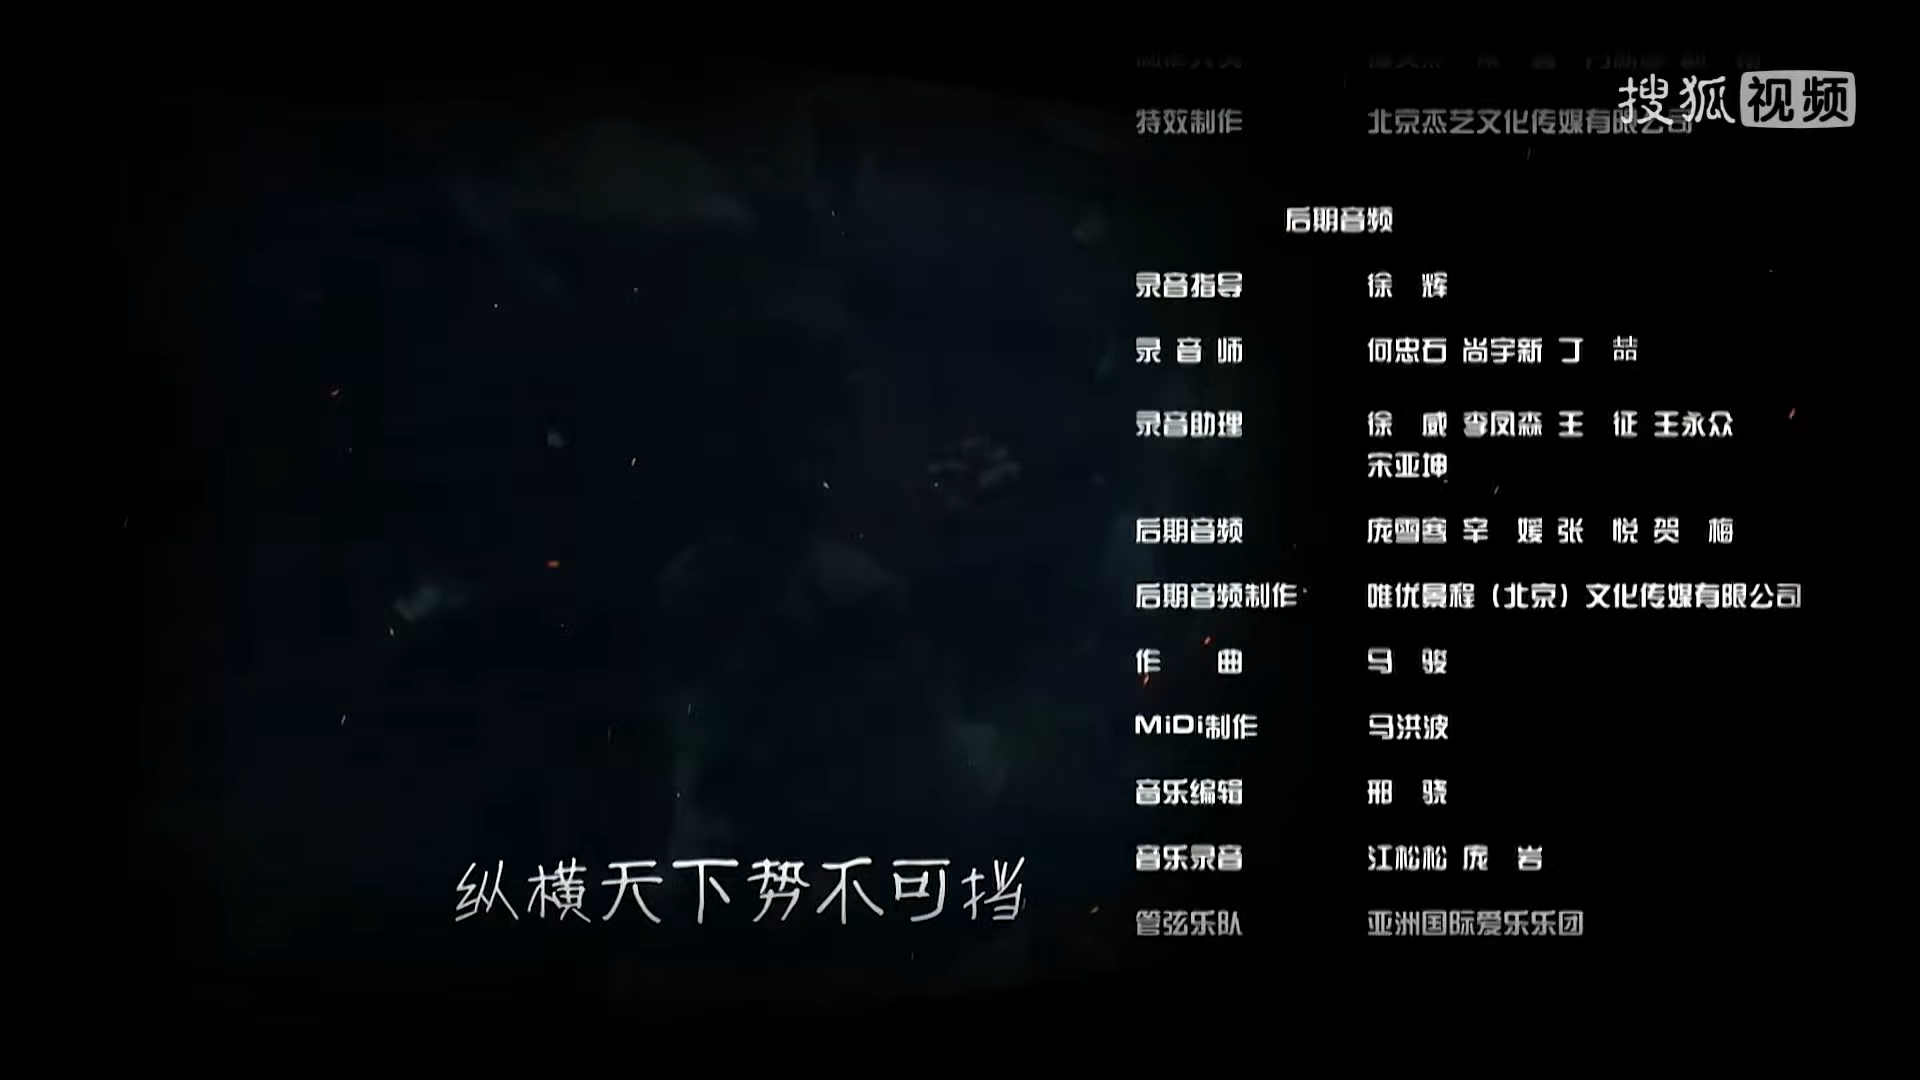 搜狐视频
特效制作 北京杰艺文化传媒有限公司
后期音频
录音指导 徐 辉
录 音 师 何忠石 尚宇新 丁 喆
录音助理 徐 威 李凤森 王 征 王永众
宋亚坤
后期音频 庞雪骞 辛 媛 张 悦 贺 梅
后期音频制作 唯优景程（北京）文化传媒有限公司
作 曲 马 骏
MiDi制作 马洪波
音乐编辑 邢 骁
音乐录音 江松松 庞 岩
管弦乐队 亚洲国际爱乐乐团
纵横天下势不可挡